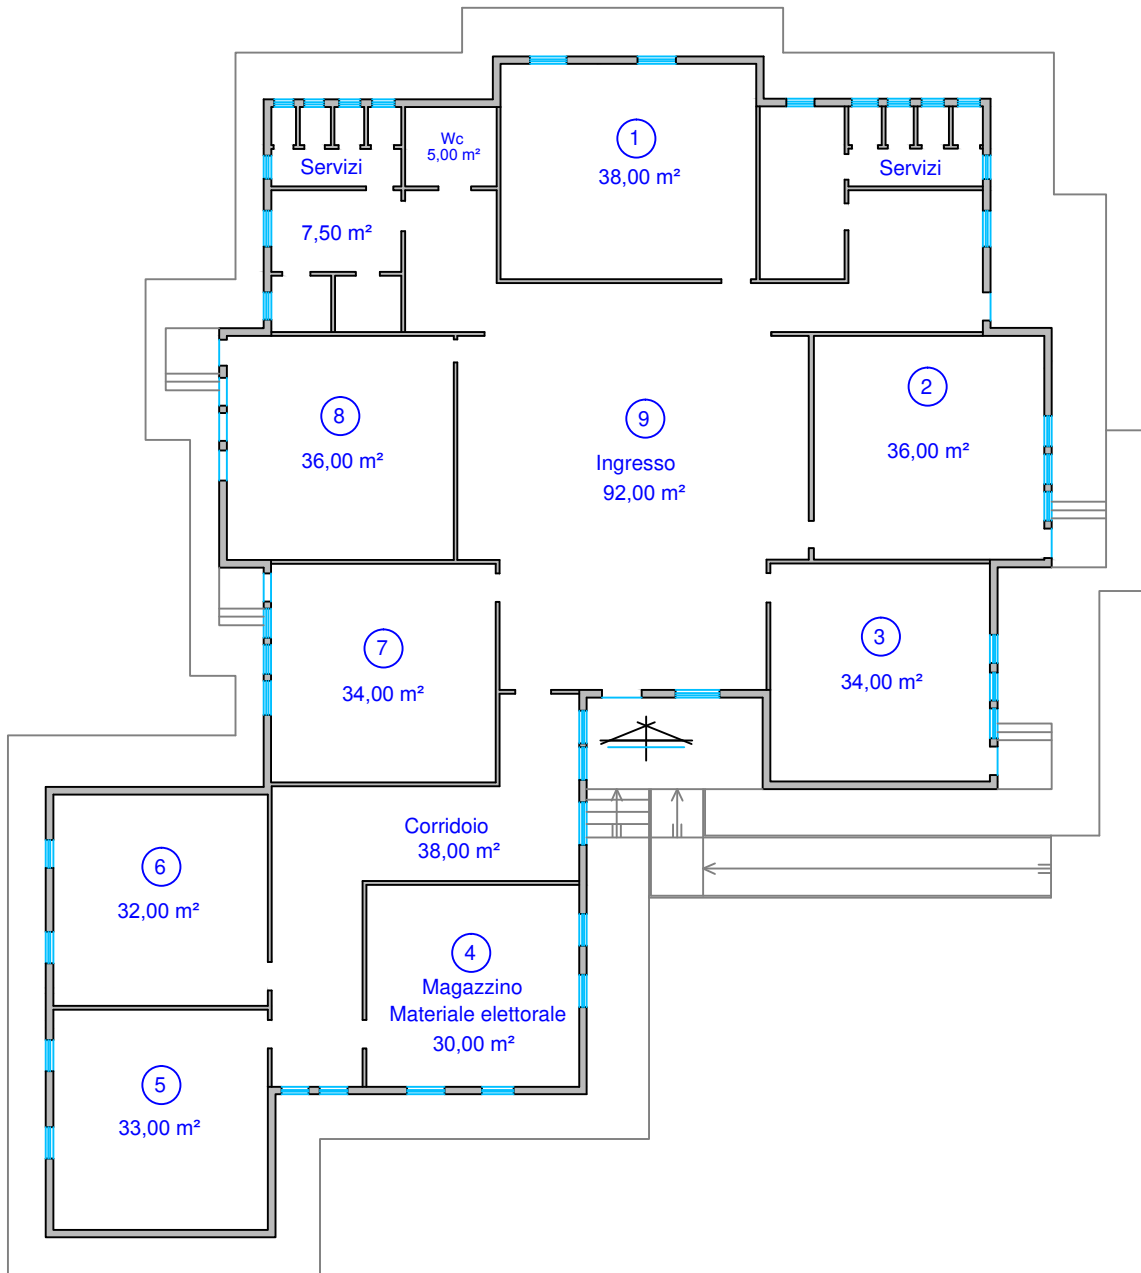 Wc
5,00 m²
1
38,00 m²
Servizi
Servizi
7,50 m²
8
36,00 m²
9
Ingresso
92,00 m²
2
36,00 m²
7
34,00 m²
3
34,00 m²
Corridoio
38,00 m²
6
32,00 m²
4
Magazzino
Materiale elettorale
30,00 m²
5
33,00 m²